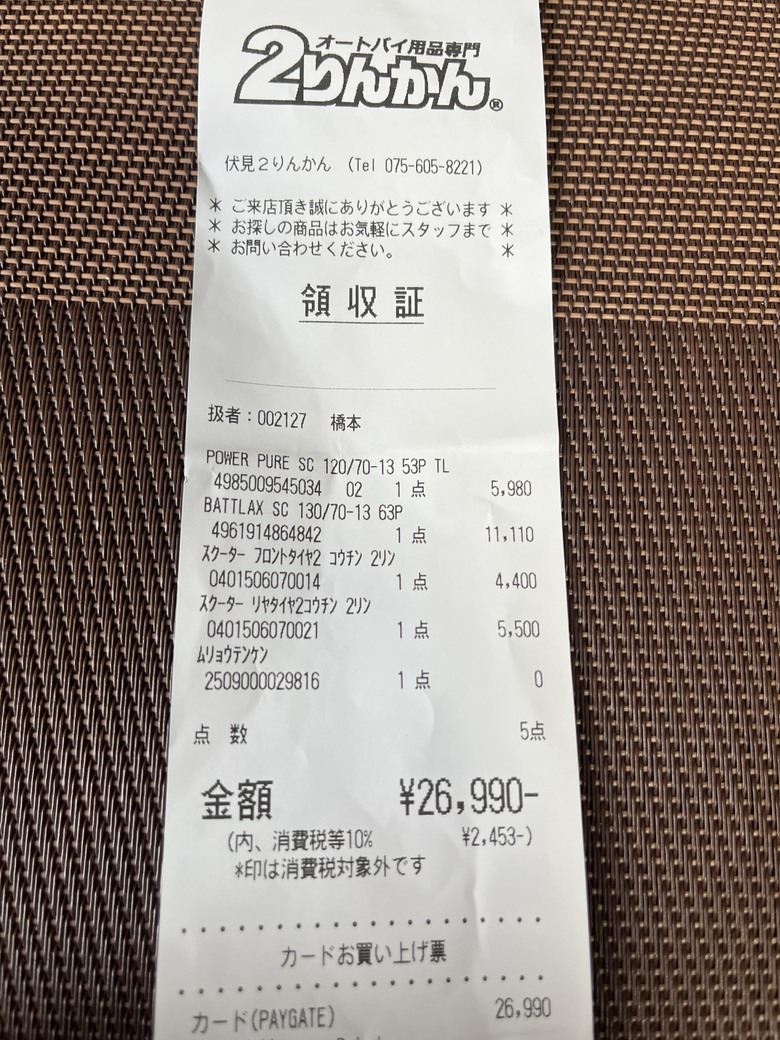 オートバイ用品専門
2りんかん®
伏見2りんかん (Tel 075-605-8221)
* ご来店頂き誠にありがとうございます *
* お探しの商品はお気軽にスタッフまで *
* お問い合わせください。 *
領収証
扱者:002127 橋本
POWER PURE SC 120/70-13 53P TL
4985009545034 02 1点 5,980
BATTLAX SC 130/70-13 63P
4961914864842 1点 11,110
スクーター フロントタイヤ2 コウチン 2リン
0401506070014 1点 4,400
スクーター リヤタイヤ2コウチン 2リン
0401506070021 1点 5,500
ムリョウテンケン
2509000029816 1点 0
点 数 5点
金額 ¥26,990-
(内、消費税等10% ¥2,453-)
*印は消費税対象外です
カードお買い上げ票
カード(PAYGATE) 26,990